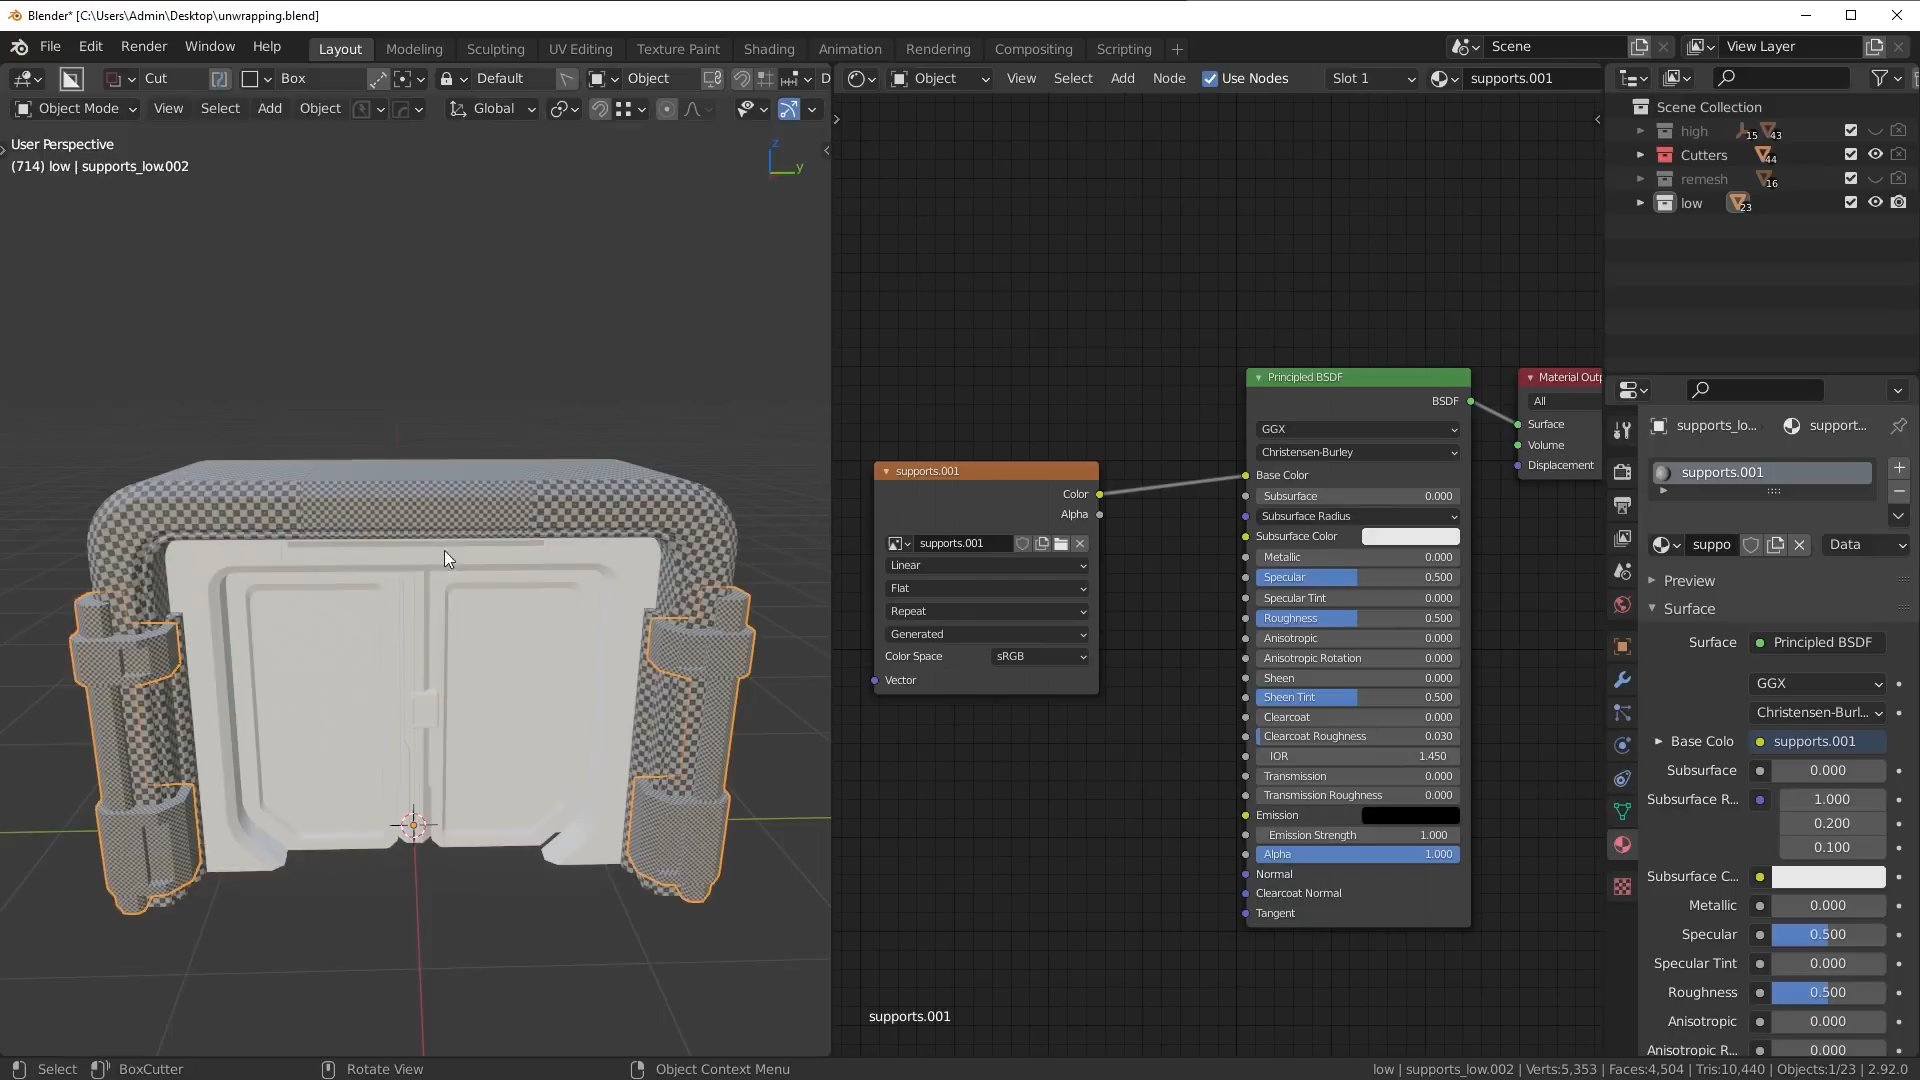 Blender* [C:\Users\Admin\Desktop\unwrapping.blend]
File Edit Render Window Help Layout Modeling Sculpting UV Editing Texture Paint Shading Animation Rendering Compositing Scripting + Scene View Layer
Cut Box Default Object D Object View Select Add Node Use Nodes Slot 1 supports.001
Object Mode View Select Add Object Global
User Perspective
(714) low | supports_low.002
z
y
Scene Collection
high 15 43
Cutters 44
remesh 16
low 23
Principled BSDF
BSDF
GGX
Christensen-Burley
Base Color
Subsurface 0.000
Subsurface Radius
Subsurface Color
Metallic 0.000
Specular 0.500
Specular Tint 0.000
Roughness 0.500
Anisotropic 0.000
Anisotropic Rotation 0.000
Sheen 0.000
Sheen Tint 0.500
Clearcoat 0.000
Clearcoat Roughness 0.030
IOR 1.450
Transmission 0.000
Transmission Roughness 0.000
Emission
Emission Strength 1.000
Alpha 1.000
Normal
Clearcoat Normal
Tangent
Material Outp
All
Surface
Volume
Displacement
supports.001
Color
Alpha
supports.001
Linear
Flat
Repeat
Generated
Color Space sRGB
Vector
supports.001
supports_lo... support...
supports.001
suppo Data
Preview
Surface
Surface Principled BSDF
GGX
Christensen-Burl...
Base Colo supports.001
Subsurface 0.000
Subsurface R... 1.000
0.200
0.100
Subsurface C...
Metallic 0.000
Specular 0.500
Specular Tint 0.000
Roughness 0.500
Anisotropic 0.000
Anisotropic R... 0.000
Select BoxCutter Rotate View Object Context Menu low | supports_low.002 | Verts:5,353 | Faces:4,504 | Tris:10,440 | Objects:1/23 | 2.92.0